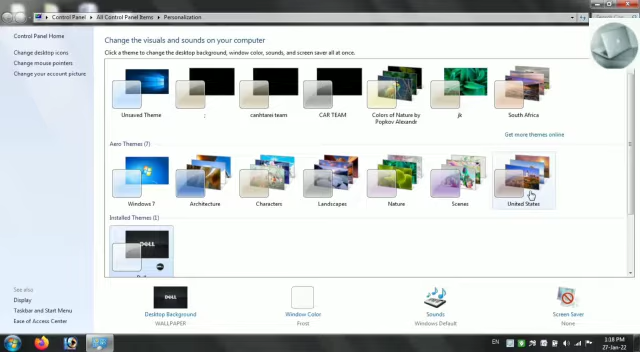 Control Panel ▸ All Control Panel Items ▸ Personalization
Control Panel Home
Change desktop icons
Change mouse pointers
Change your account picture
Change the visuals and sounds on your computer
Click a theme to change the desktop background, window color, sounds, and screen saver all at once.
Unsaved Theme
;
canhtarei team
CAR TEAM
Colors of Nature by
Popkov Alexandr
jk
South Africa
Get more themes online
Aero Themes (7)
Windows 7
Architecture
Characters
Landscapes
Nature
Scenes
United States
Installed Themes (1)
DELL
See also
Display
Taskbar and Start Menu
Ease of Access Center
DELL
Desktop Background
WALLPAPER
Window Color
Frost
Sounds
Windows Default
Screen Saver
None
EN
1:18 PM
27-Jan-22